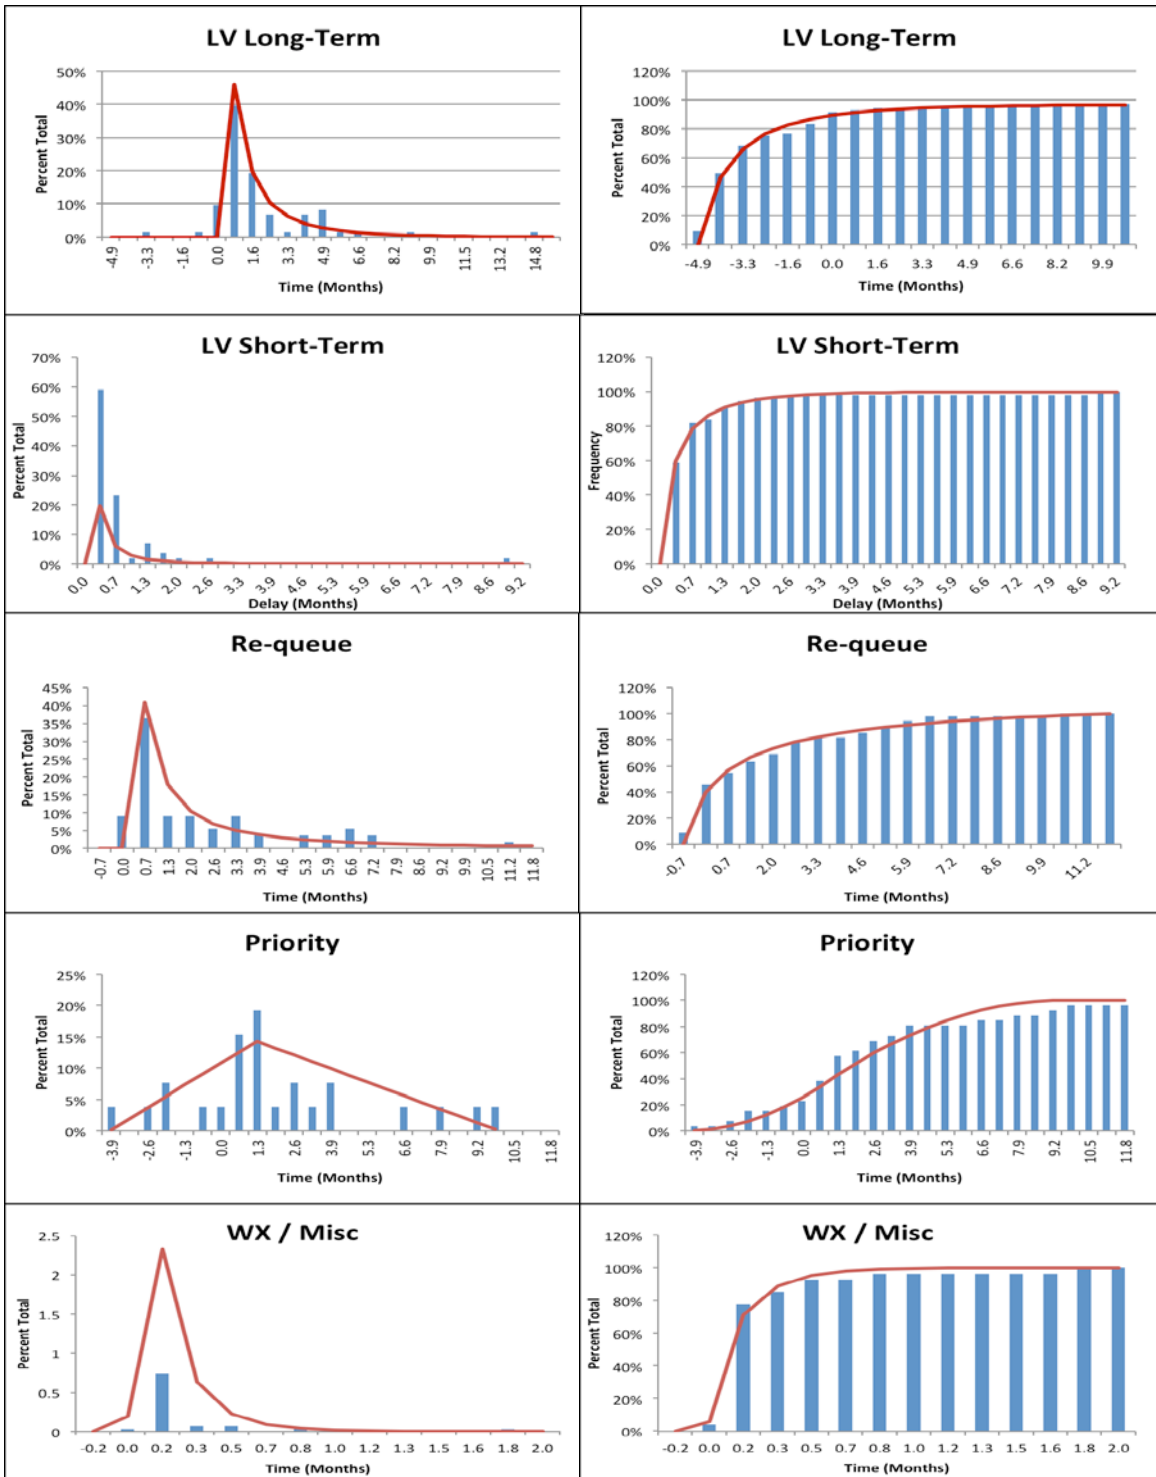 LV Long-Term
50%
40%
30%
20%
10%
0%
Percent Total
-4.9 -3.3 -1.6 0.0 1.6 3.3 4.9 6.6 8.2 9.9 11.5 13.2 14.8
Time (Months)
LV Long-Term
120%
100%
80%
60%
40%
20%
0%
Percent Total
-4.9 -3.3 -1.6 0.0 1.6 3.3 4.9 6.6 8.2 9.9
Time (Months)
LV Short-Term
70%
60%
50%
40%
30%
20%
10%
0%
Percent Total
0.0 0.7 1.3 2.0 2.6 3.3 3.9 4.6 5.3 5.9 6.6 7.2 7.9 8.6 9.2
Delay (Months)
LV Short-Term
120%
100%
80%
60%
40%
20%
0%
Frequency
0.0 0.7 1.3 2.0 2.6 3.3 3.9 4.6 5.3 5.9 6.6 7.2 7.9 8.6 9.2
Delay (Months)
Re-queue
45%
40%
35%
30%
25%
20%
15%
10%
5%
0%
Percent Total
-0.7 0.0 0.7 1.3 2.0 2.6 3.3 3.9 4.6 5.3 5.9 6.6 7.2 7.9 8.6 9.2 9.9 10.5 11.2 11.8
Time (Months)
Re-queue
120%
100%
80%
60%
40%
20%
0%
Percent Total
-0.7 0.7 2.0 3.3 4.6 5.9 7.2 8.6 9.9 11.2
Time (Months)
Priority
25%
20%
15%
10%
5%
0%
Percent Total
-3.9 -2.6 -1.3 0.0 1.3 2.6 3.9 5.3 6.6 7.9 9.2 10.5 11.8
Time (Months)
Priority
120%
100%
80%
60%
40%
20%
0%
Percent Total
-3.9 -2.6 -1.3 0.0 1.3 2.6 3.9 5.3 6.6 7.9 9.2 10.5 11.8
Time (Months)
WX / Misc
2.5
2
1.5
1
0.5
0
Percent Total
-0.2 0.0 0.2 0.3 0.5 0.7 0.8 1.0 1.2 1.3 1.5 1.6 1.8 2.0
Time (Months)
WX / Misc
120%
100%
80%
60%
40%
20%
0%
Percent Total
-0.2 0.0 0.2 0.3 0.5 0.7 0.8 1.0 1.2 1.3 1.5 1.6 1.8 2.0
Time (Months)